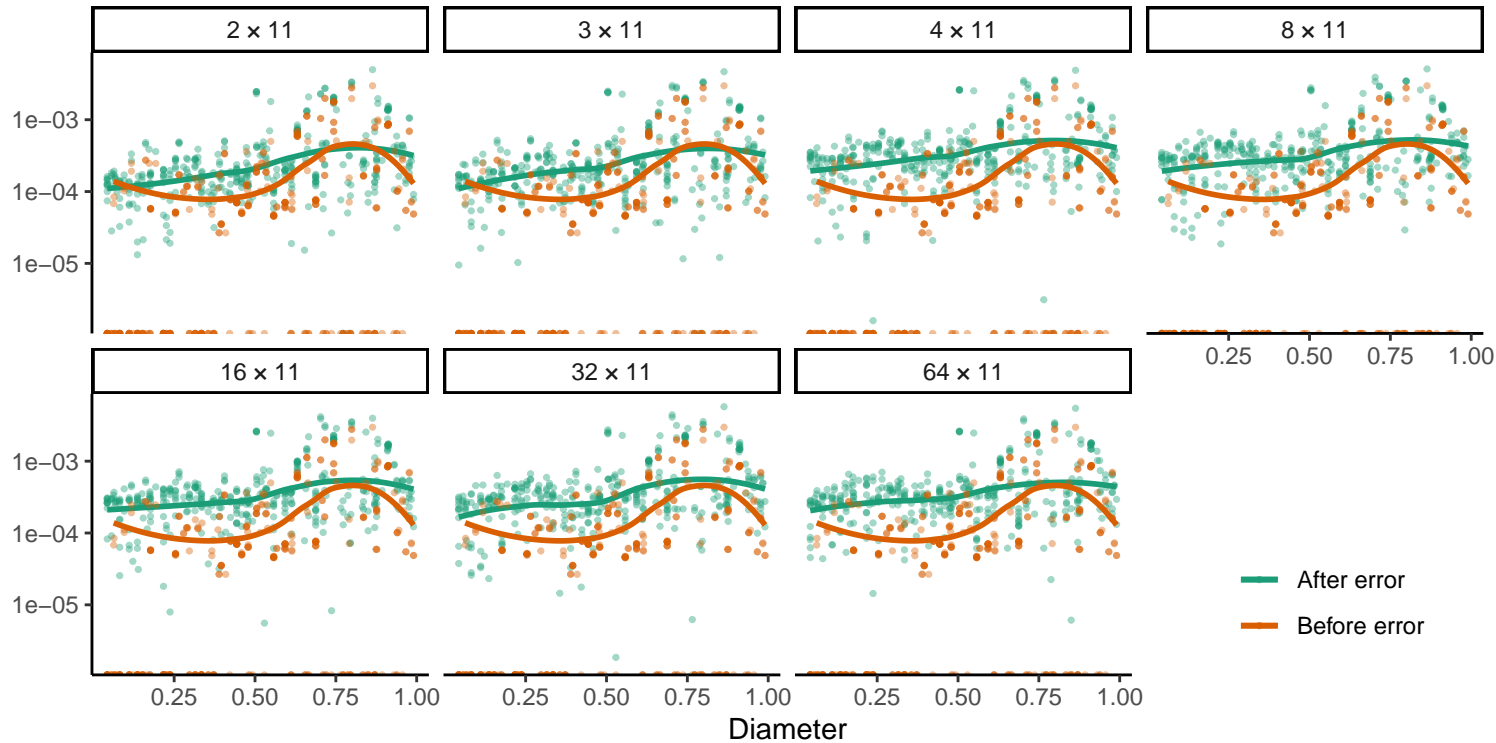 2 × 11
3 × 11
4 × 11
8 × 11
1e−03
1e−04
1e−05
0.25 0.50 0.75 1.00
16 × 11
32 × 11
64 × 11
1e−03
1e−04
1e−05
After error
Before error
0.25 0.50 0.75 1.00
0.25 0.50 0.75 1.00
0.25 0.50 0.75 1.00
Diameter